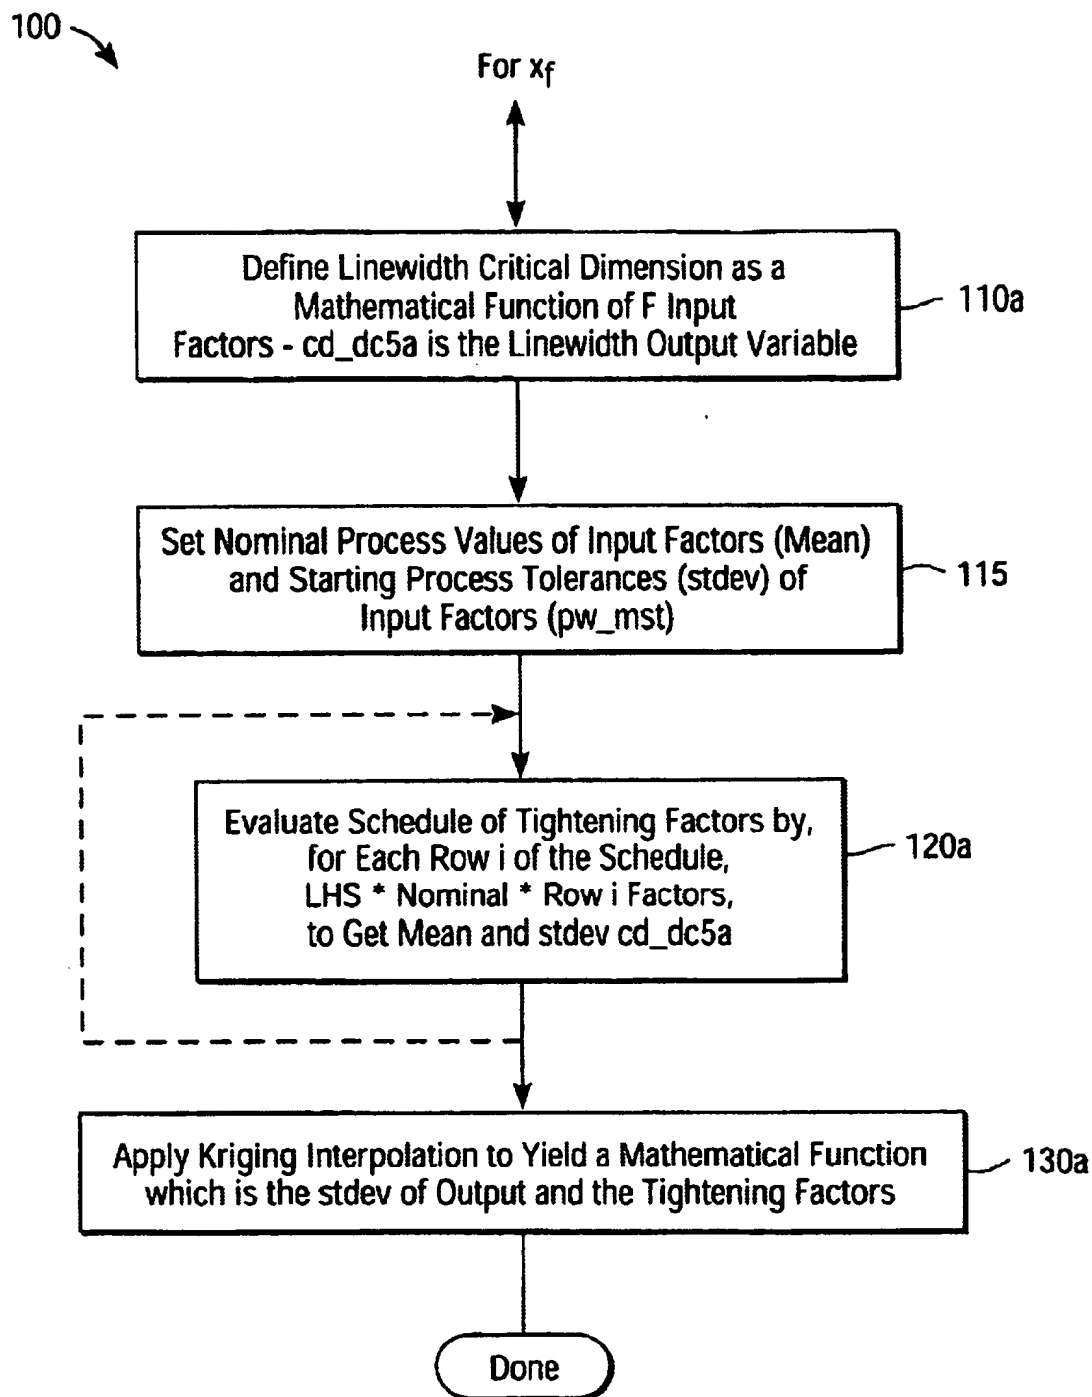 100
For xf
Define Linewidth Critical Dimension as a
Mathematical Function of F Input
Factors - cd_dc5a is the Linewidth Output Variable
110a
Set Nominal Process Values of Input Factors (Mean)
and Starting Process Tolerances (stdev) of
Input Factors (pw_mst)
115
Evaluate Schedule of Tightening Factors by,
for Each Row i of the Schedule,
LHS * Nominal * Row i Factors,
to Get Mean and stdev cd_dc5a
120a
Apply Kriging Interpolation to Yield a Mathematical Function
which is the stdev of Output and the Tightening Factors
130a
Done